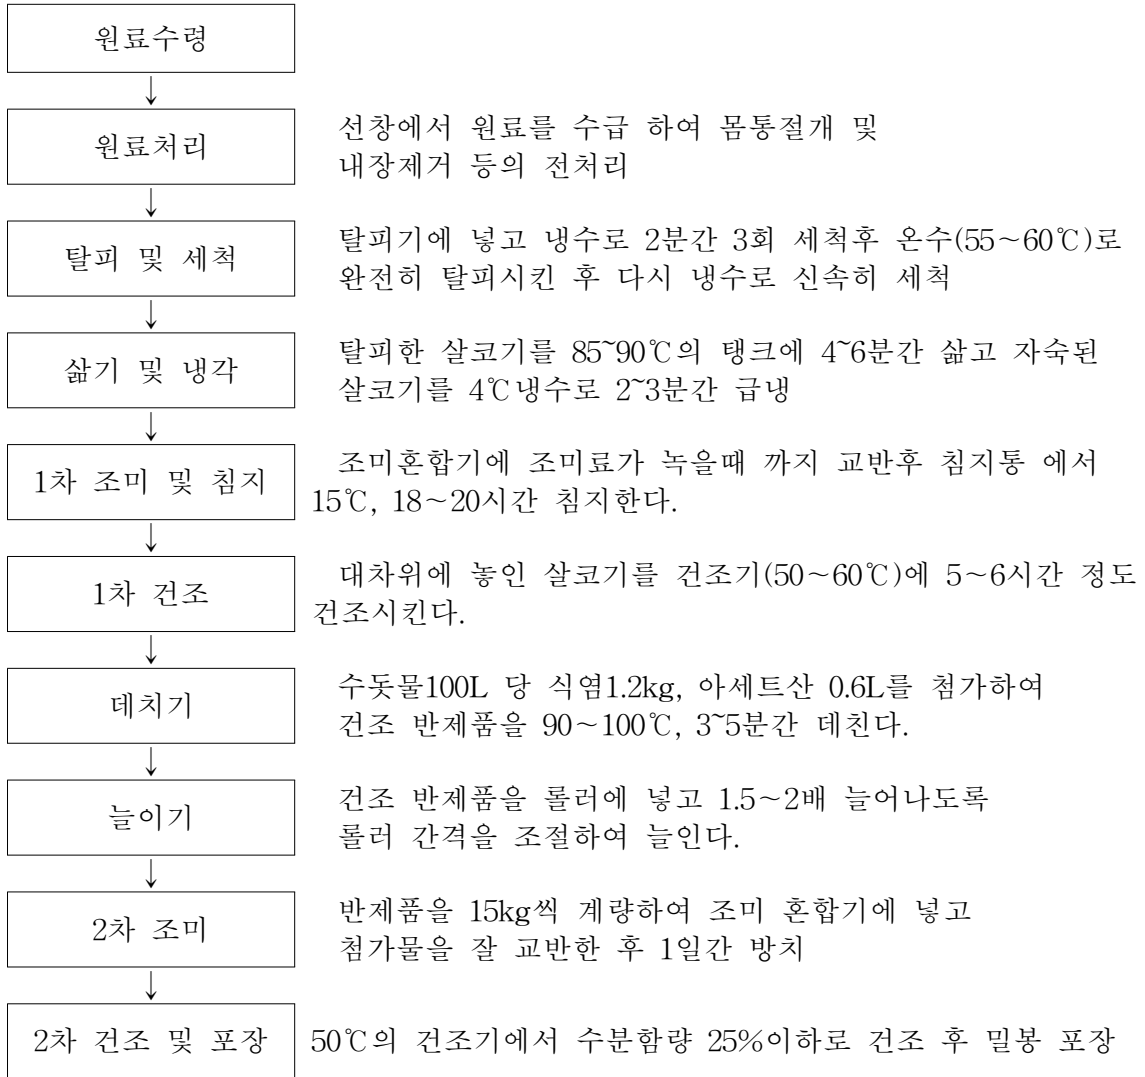 원료수령
↓
원료처리
선창에서 원료를 수급 하여 몸통절개 및
내장제거 등의 전처리
↓
탈피 및 세척
탈피기에 넣고 냉수로 2분간 3회 세척후 온수(55~60℃)로
완전히 탈피시킨 후 다시 냉수로 신속히 세척
↓
삶기 및 냉각
탈피한 살코기를 85~90℃의 탱크에 4~6분간 삶고 자숙된
살코기를 4℃냉수로 2~3분간 급냉
↓
1차 조미 및 침지
조미혼합기에 조미료가 녹을때 까지 교반후 침지통 에서
15℃, 18~20시간 침지한다.
↓
1차 건조
대차위에 놓인 살코기를 건조기(50~60℃)에 5~6시간 정도
건조시킨다.
↓
데치기
수돗물100L 당 식염1.2kg, 아세트산 0.6L를 첨가하여
건조 반제품을 90~100℃, 3~5분간 데친다.
↓
늘이기
건조 반제품을 롤러에 넣고 1.5~2배 늘어나도록
롤러 간격을 조절하여 늘인다.
↓
2차 조미
반제품을 15kg씩 계량하여 조미 혼합기에 넣고
첨가물을 잘 교반한 후 1일간 방치
↓
2차 건조 및 포장
50℃의 건조기에서 수분함량 25%이하로 건조 후 밀봉 포장